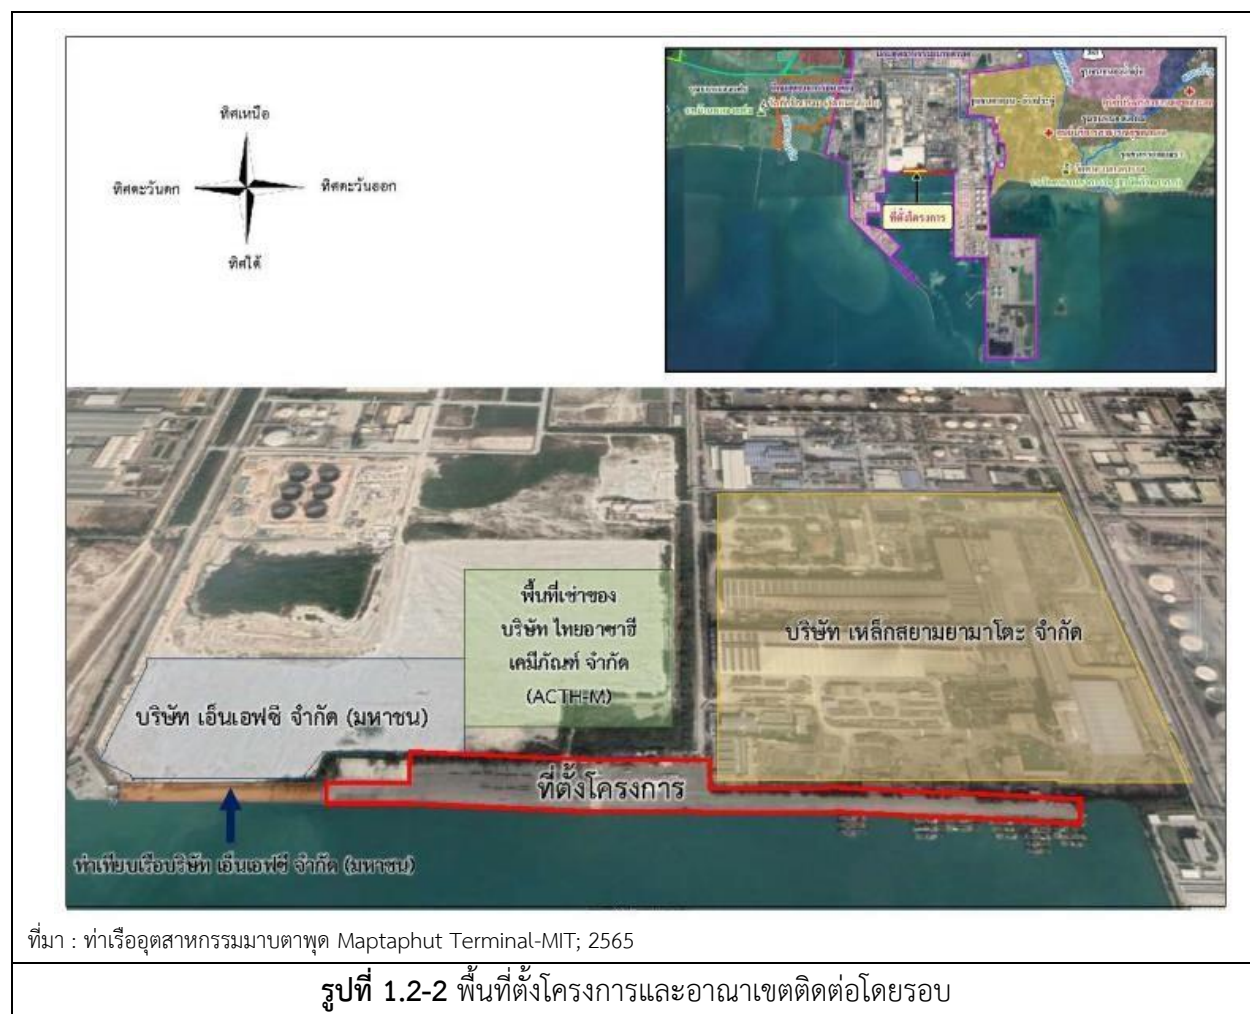 ทิศเหนือ
ทิศตะวันตก
ทิศตะวันออก
ทิศใต้
ที่ตั้งโครงการ
พื้นที่เช่าของ
บริษัท ไทยอาซาฮี
เคมีภัณฑ์ จำกัด
(ACTH-M)
บริษัท เหล็กสยามยามาโตะ จำกัด
บริษัท เอ็นเอฟซี จำกัด (มหาชน)
ที่ตั้งโครงการ
ท่าเทียบเรือบริษัท เอ็นเอฟซี จำกัด (มหาชน)
ที่มา : ท่าเรืออุตสาหกรรมมาบตาพุด Maptaphut Terminal-MIT; 2565
รูปที่ 1.2-2 พื้นที่ตั้งโครงการและอาณาเขตติดต่อโดยรอบ